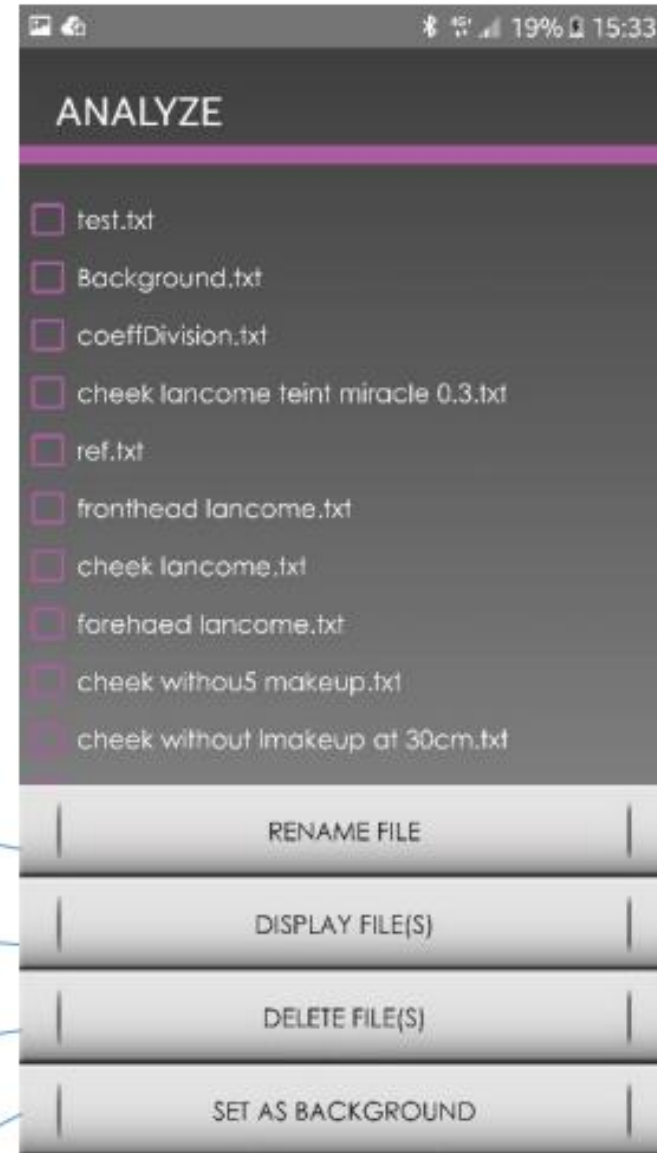 19% 15:33
ANALYZE
test.txt
Background.txt
coeffDivision.txt
cheek lancome teint miracle 0.3.txt
ref.txt
fronthead lancome.txt
cheek lancome.txt
forehaed lancome.txt
cheek withou5 makeup.txt
cheek without lmakeup at 30cm.txt
RENAME FILE
DISPLAY FILE(S)
DELETE FILE(S)
SET AS BACKGROUND